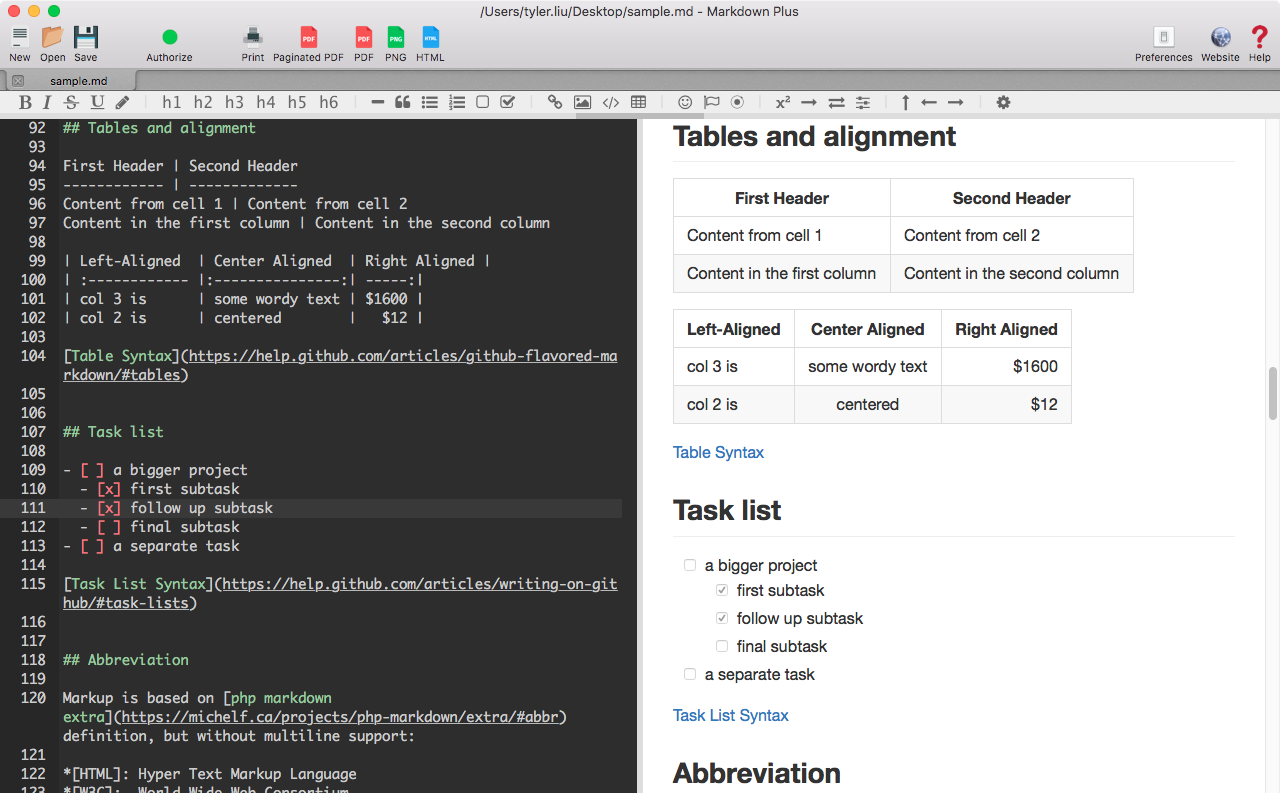 /Users/tyler.liu/Desktop/sample.md - Markdown Plus
New Open Save Authorize Print Paginated PDF PDF PNG HTML Preferences Website Help
sample.md
B I S U h1 h2 h3 h4 h5 h6 x²
92 ## Tables and alignment
93
94 First Header | Second Header
95 ------------ | -------------
96 Content from cell 1 | Content from cell 2
97 Content in the first column | Content in the second column
98
99 | Left-Aligned  | Center Aligned  | Right Aligned |
100 | :------------ |:---------------:| -----:|
101 | col 3 is      | some wordy text | $1600 |
102 | col 2 is      | centered        |   $12 |
103
104 [Table Syntax](https://help.github.com/articles/github-flavored-ma
rkdown/#tables)
105
106
107 ## Task list
108
109 - [ ] a bigger project
110   - [x] first subtask
111   - [x] follow up subtask
112   - [ ] final subtask
113 - [ ] a separate task
114
115 [Task List Syntax](https://help.github.com/articles/writing-on-git
hub/#task-lists)
116
117
118 ## Abbreviation
119
120 Markup is based on [php markdown
extra](https://michelf.ca/projects/php-markdown/extra/#abbr)
definition, but without multiline support:
121
122 *[HTML]: Hyper Text Markup Language
123 *[W3C]:  World Wide Web Consortium
Tables and alignment
First Header Second Header
Content from cell 1 Content from cell 2
Content in the first column Content in the second column
Left-Aligned Center Aligned Right Aligned
col 3 is some wordy text $1600
col 2 is centered $12
Table Syntax
Task list
a bigger project
first subtask
follow up subtask
final subtask
a separate task
Task List Syntax
Abbreviation